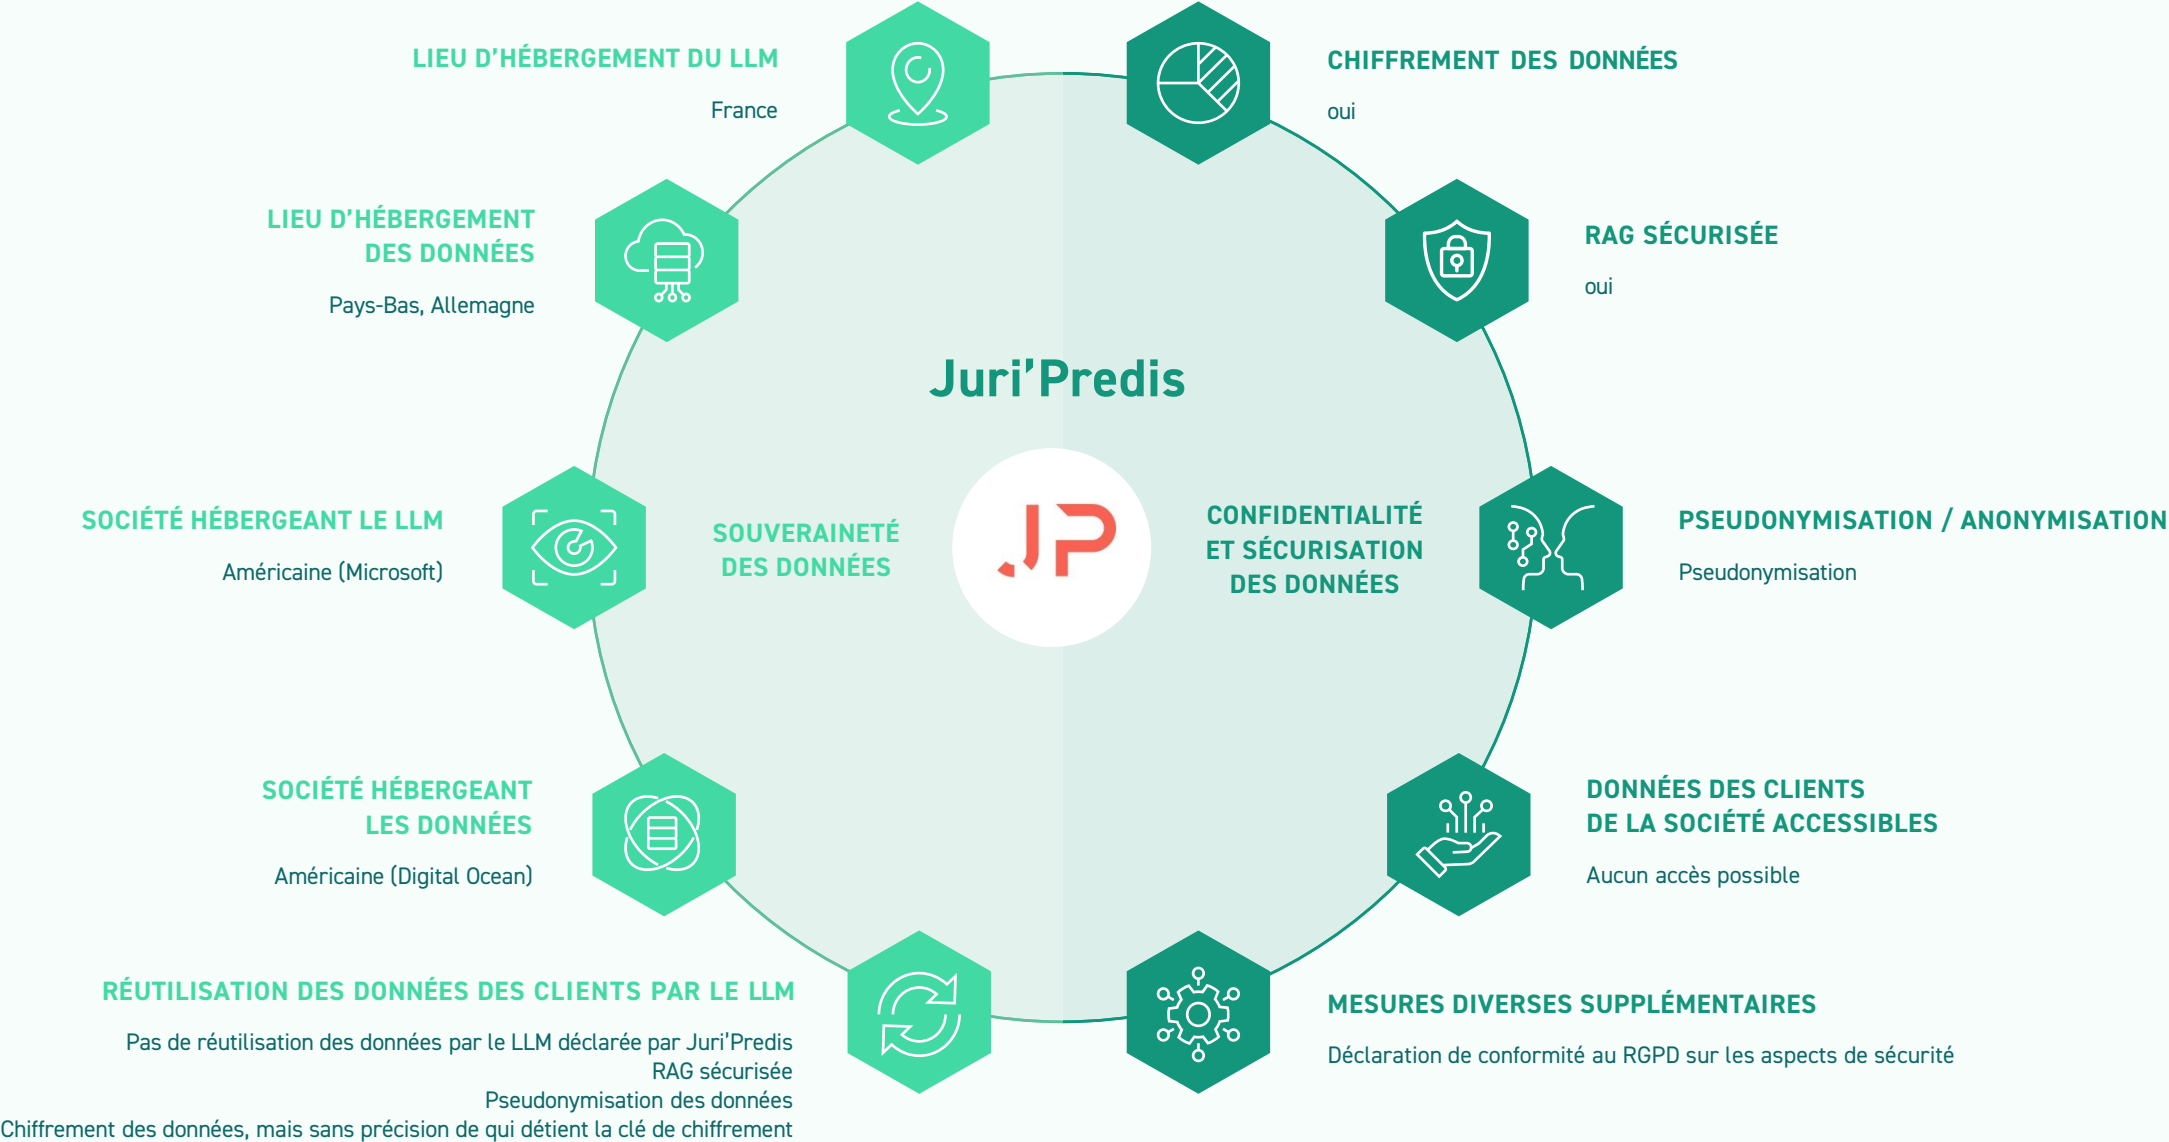 LIEU D'HÉBERGEMENT DU LLM
France
LIEU D'HÉBERGEMENT
DES DONNÉES
Pays-Bas, Allemagne
SOCIÉTÉ HÉBERGEANT LE LLM
Américaine (Microsoft)
SOCIÉTÉ HÉBERGEANT
LES DONNÉES
Américaine (Digital Ocean)
RÉUTILISATION DES DONNÉES DES CLIENTS PAR LE LLM
Pas de réutilisation des données par le LLM déclarée par Juri'Predis
RAG sécurisée
Pseudonymisation des données
Chiffrement des données, mais sans précision de qui détient la clé de chiffrement
Juri'Predis
SOUVERAINETÉ
DES DONNÉES
JP
CONFIDENTIALITÉ
ET SÉCURISATION
DES DONNÉES
CHIFFREMENT DES DONNÉES
oui
RAG SÉCURISÉE
oui
PSEUDONYMISATION / ANONYMISATION
Pseudonymisation
DONNÉES DES CLIENTS
DE LA SOCIÉTÉ ACCESSIBLES
Aucun accès possible
MESURES DIVERSES SUPPLÉMENTAIRES
Déclaration de conformité au RGPD sur les aspects de sécurité